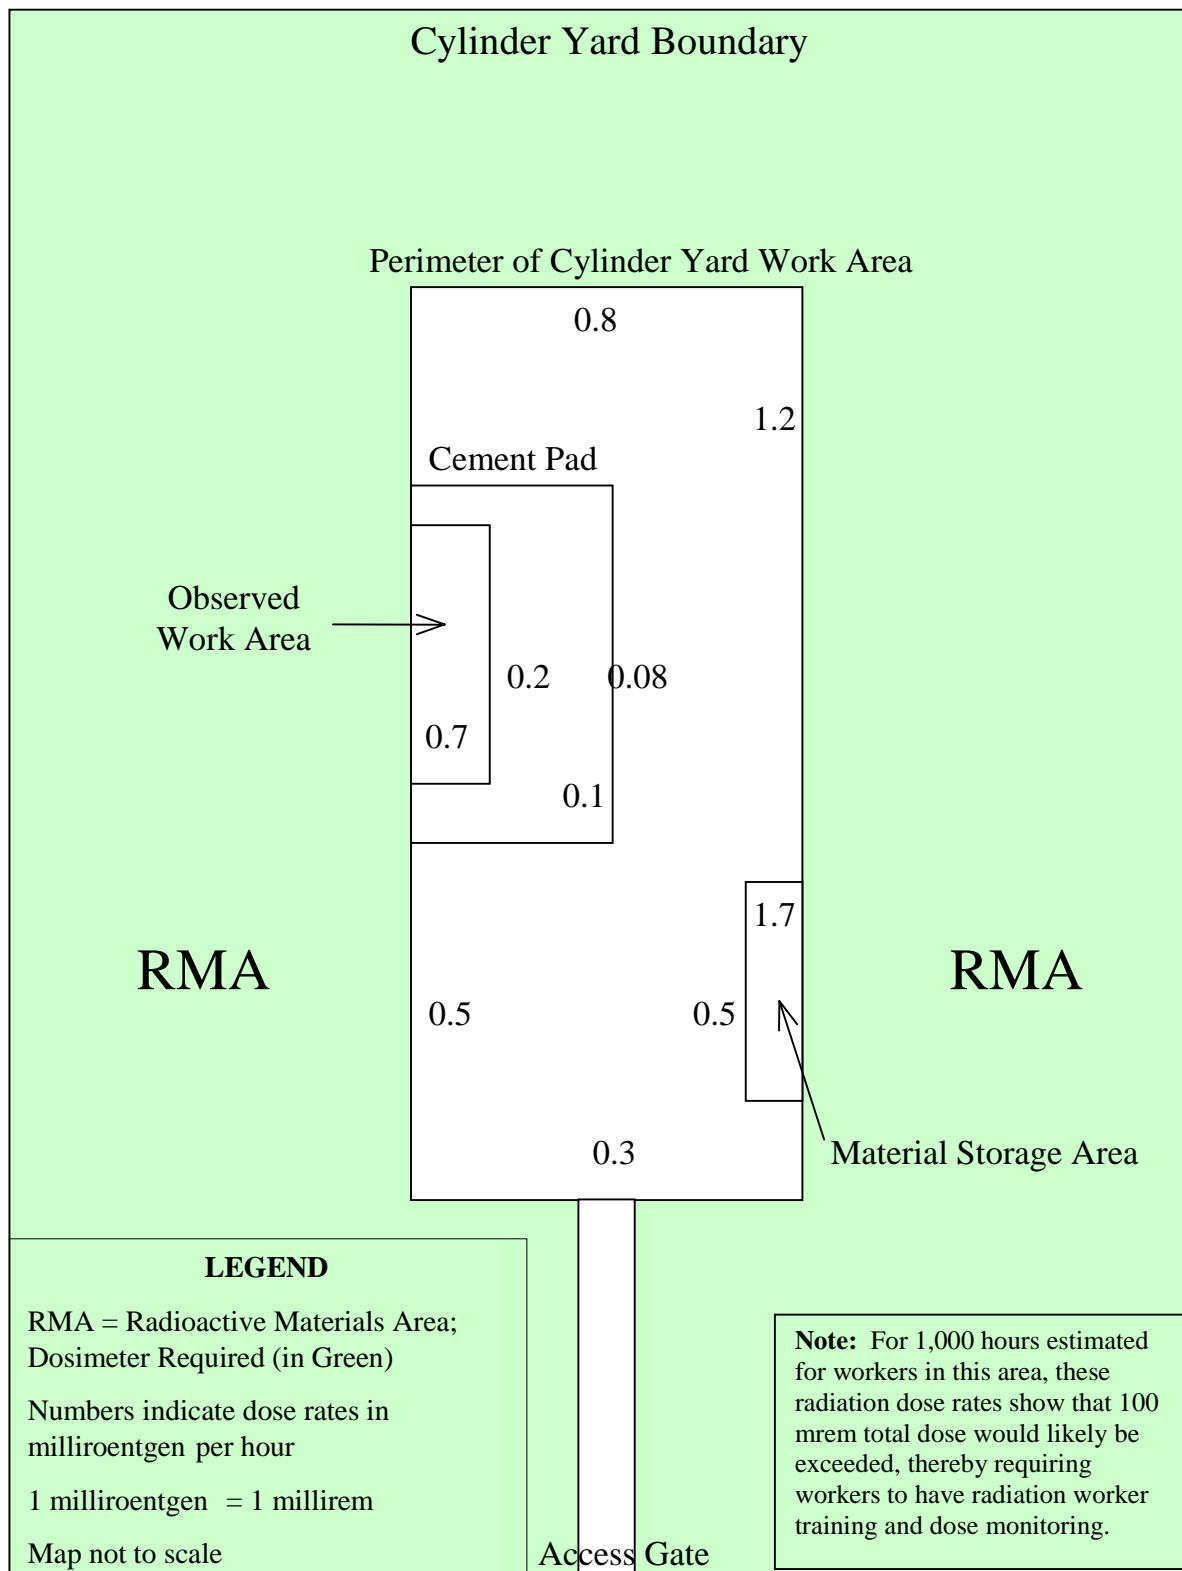 Cylinder Yard Boundary
Perimeter of Cylinder Yard Work Area
0.8
1.2
Cement Pad
Observed
Work Area
0.2
0.08
0.7
0.1
1.7
RMA
RMA
0.5
0.5
0.3
Material Storage Area
LEGEND
RMA = Radioactive Materials Area;
Dosimeter Required (in Green)
Numbers indicate dose rates in
milliroentgen per hour
1 milliroentgen = 1 millirem
Map not to scale
Access Gate
Note: For 1,000 hours estimated
for workers in this area, these
radiation dose rates show that 100
mrem total dose would likely be
exceeded, thereby requiring
workers to have radiation worker
training and dose monitoring.